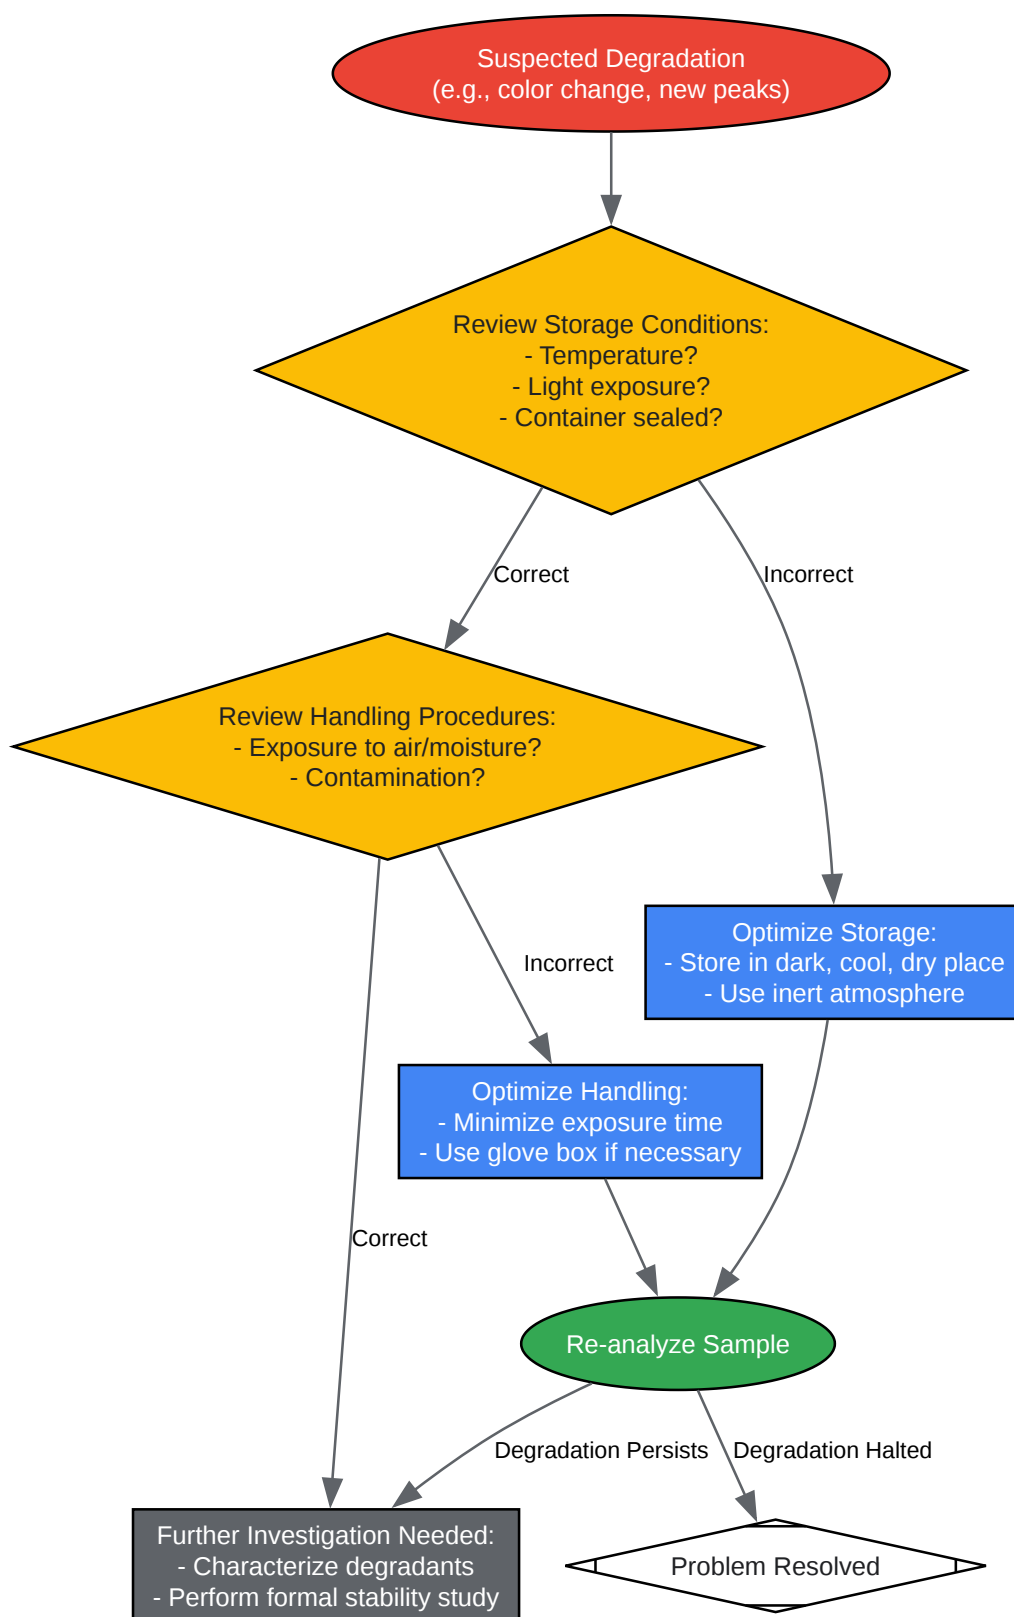 Suspected Degradation
(e.g., color change, new peaks)
Review Storage Conditions:
- Temperature?
- Light exposure?
- Container sealed?
Correct
Incorrect
Review Handling Procedures:
- Exposure to air/moisture?
- Contamination?
Incorrect
Optimize Storage:
- Store in dark, cool, dry place
- Use inert atmosphere
Optimize Handling:
- Minimize exposure time
- Use glove box if necessary
Correct
Re-analyze Sample
Degradation Persists
Degradation Halted
Further Investigation Needed:
- Characterize degradants
- Perform formal stability study
Problem Resolved